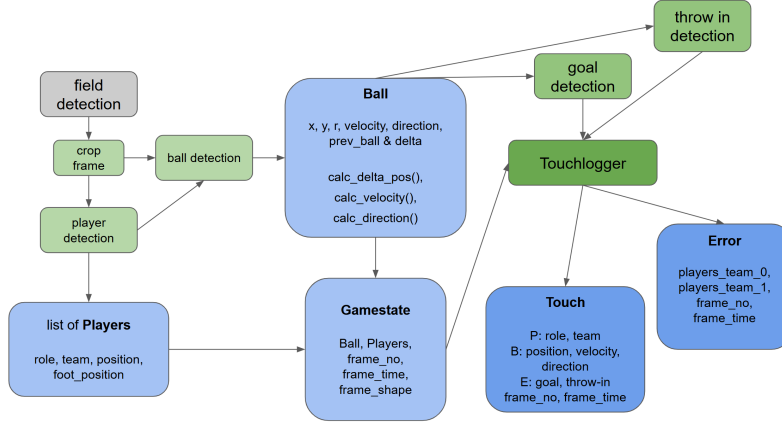 throw in
detection
goal
detection
field
detection
Ball
x, y, r, velocity, direction,
prev_ball & delta
calc_delta_pos(),
calc_velocity(),
calc_direction()
crop
frame
ball detection
Touchlogger
player
detection
Error
players_team_0,
players_team_1,
frame_no,
frame_time
list of Players
role, team, position,
foot_position
Gamestate
Ball, Players,
frame_no,
frame_time,
frame_shape
Touch
P: role, team
B: position, velocity,
direction
E: goal, throw-in
frame_no, frame_time